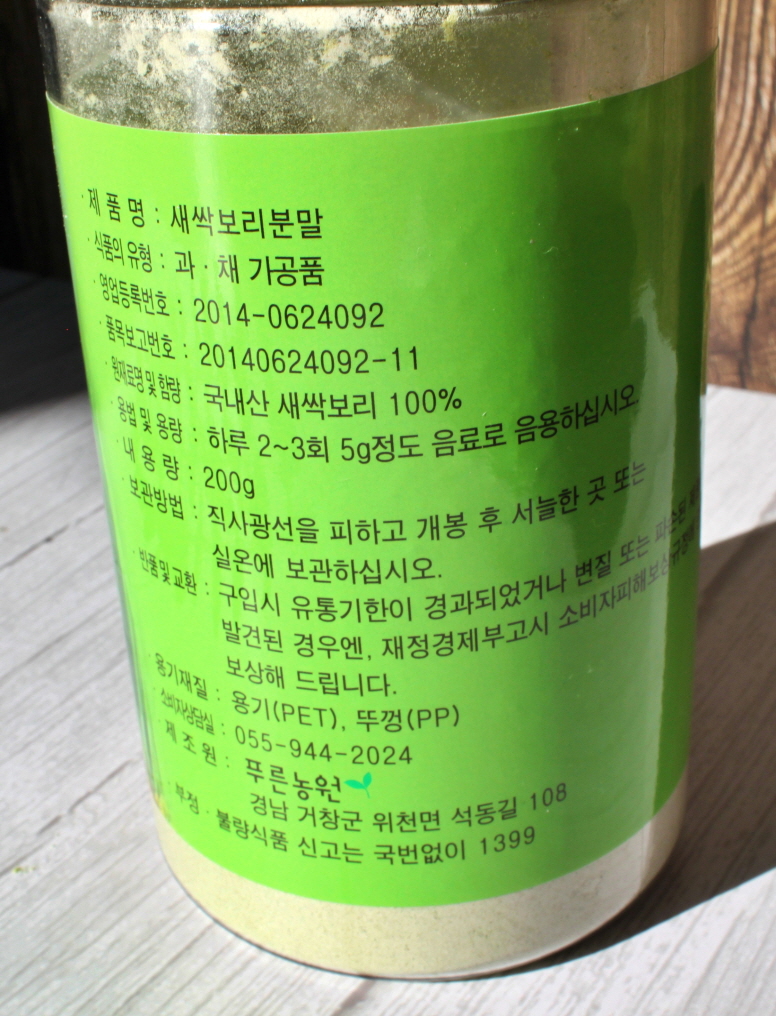 · 제 품 명 : 새싹보리분말
· 식품의 유형 : 과 · 채 가공품
· 영업등록번호 : 2014-0624092
· 품목보고번호 : 20140624092-11
· 원재료명 및 함량 : 국내산 새싹보리 100%
· 용법 및 용량 : 하루 2~3회 5g정도 음료로 음용하십시오.
· 내 용 량 : 200g
· 보관방법 : 직사광선을 피하고 개봉 후 서늘한 곳 또는
실온에 보관하십시오.
· 반품및교환 : 구입시 유통기한이 경과되었거나 변질 또는 파손된
발견된 경우엔, 재정경제부고시 소비자피해보상규정에
보상해 드립니다.
· 용기재질 : 용기(PET), 뚜껑(PP)
· 소비자상담실 : 055-944-2024
· 제 조 원 : 푸른농원
경남 거창군 위천면 석동길 108
· 부정 · 불량식품 신고는 국번없이 1399